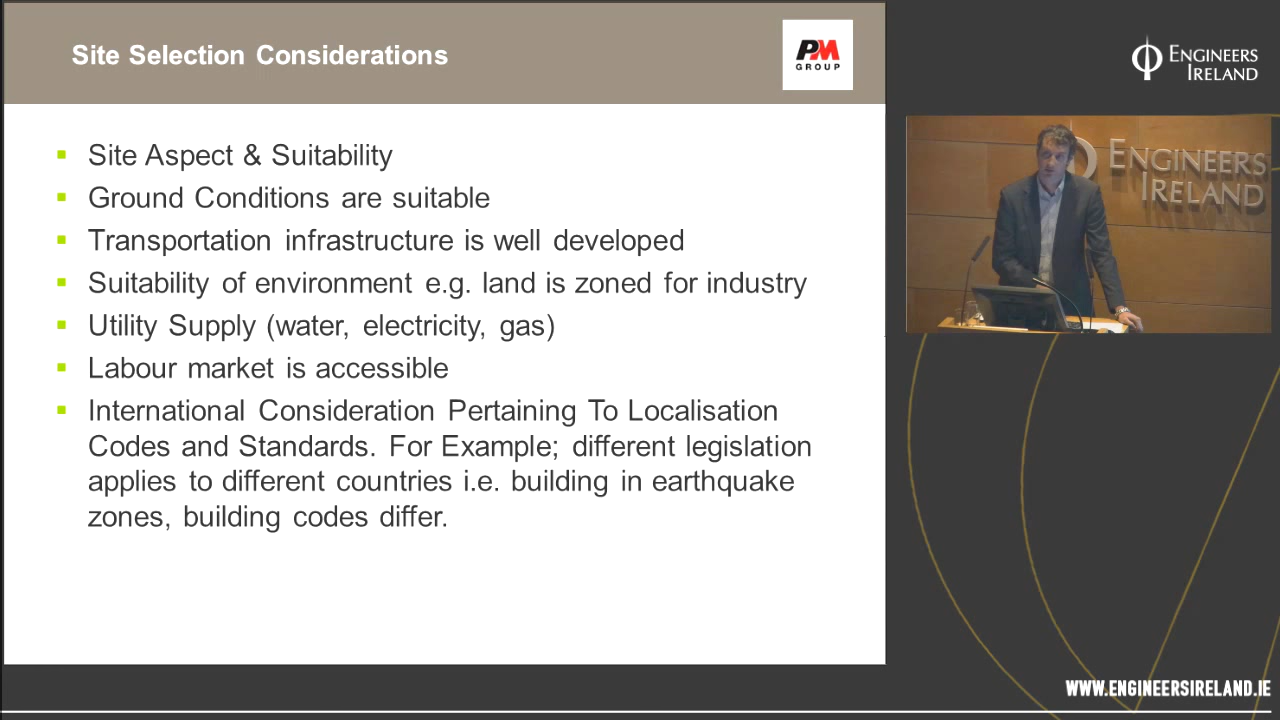 Site Selection Considerations
PM
GROUP
Site Aspect & Suitability
Ground Conditions are suitable
Transportation infrastructure is well developed
Suitability of environment e.g. land is zoned for industry
Utility Supply (water, electricity, gas)
Labour market is accessible
International Consideration Pertaining To Localisation
Codes and Standards. For Example; different legislation
applies to different countries i.e. building in earthquake
zones, building codes differ.
ENGINEERS
IRELAND
ENGINEERS
IRELAND
WWW.ENGINEERSIRELAND.IE